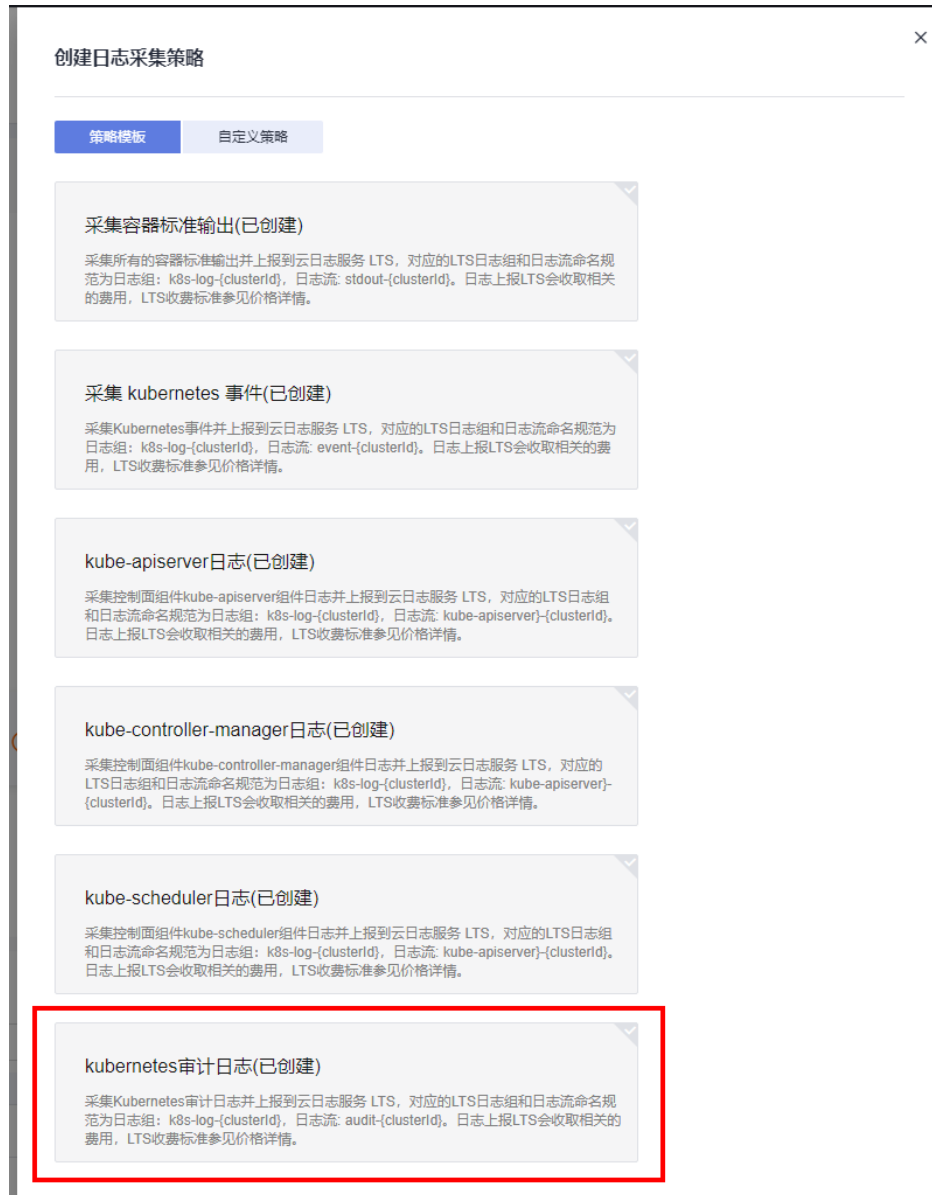 创建日志采集策略
策略模板
自定义策略
采集容器标准输出(已创建)
采集所有的容器标准输出并上报到云日志服务 LTS，对应的LTS日志组和日志流命名规
范为日志组：k8s-log-{clusterId}，日志流: stdout-{clusterId}。日志上报LTS会收取相关
的费用，LTS收费标准参见价格详情。
采集 kubernetes 事件(已创建)
采集Kubernetes事件并上报到云日志服务 LTS，对应的LTS日志组和日志流命名规范为
日志组：k8s-log-{clusterId}，日志流: event-{clusterId}。日志上报LTS会收取相关的费
用，LTS收费标准参见价格详情。
kube-apiserver日志(已创建)
采集控制面组件kube-apiserver组件日志并上报到云日志服务 LTS，对应的LTS日志组
和日志流命名规范为日志组：k8s-log-{clusterId}，日志流: kube-apiserver}-{clusterId}。
日志上报LTS会收取相关的费用，LTS收费标准参见价格详情。
kube-controller-manager日志(已创建)
采集控制面组件kube-controller-manager组件日志并上报到云日志服务 LTS，对应的
LTS日志组和日志流命名规范为日志组：k8s-log-{clusterId}，日志流: kube-apiserver}-
{clusterId}。日志上报LTS会收取相关的费用，LTS收费标准参见价格详情。
kube-scheduler日志(已创建)
采集控制面组件kube-scheduler组件日志并上报到云日志服务 LTS，对应的LTS日志组
和日志流命名规范为日志组：k8s-log-{clusterId}，日志流: kube-apiserver}-{clusterId}。
日志上报LTS会收取相关的费用，LTS收费标准参见价格详情。
kubernetes审计日志(已创建)
采集Kubernetes审计日志并上报到云日志服务 LTS，对应的LTS日志组和日志流命名规
范为日志组：k8s-log-{clusterId}，日志流: audit-{clusterId}。日志上报LTS会收取相关的
费用，LTS收费标准参见价格详情。